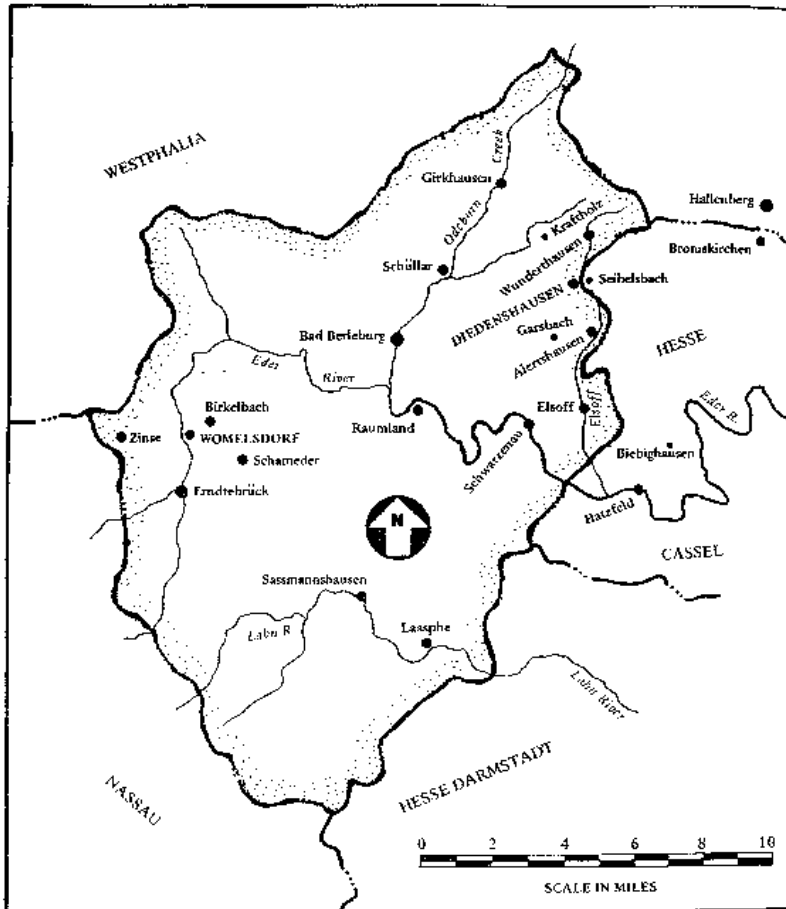 WESTPHALIA
Girkhausen
Odeburn Creek
Hallenberg
Kraftholz
Bromskirchen
Wunderthausen
Schüllar
Seibelsbach
DIEDENSHAUSEN
Garsbach
HESSE
Bad Berleburg
Alertshausen
Eder River
Eder R.
Birkelbach
Raumland
Elsoff
Elsoff
Zinse
WOMELSDORF
Schwarzenau
Biebighausen
Schameder
Erndtebrück
Hatzfeld
N
CASSEL
Sassmannshausen
Lahn R
Laasphe
Lahn River
NASSAU
HESSE DARMSTADT
0 2 4 6 8 10
SCALE IN MILES